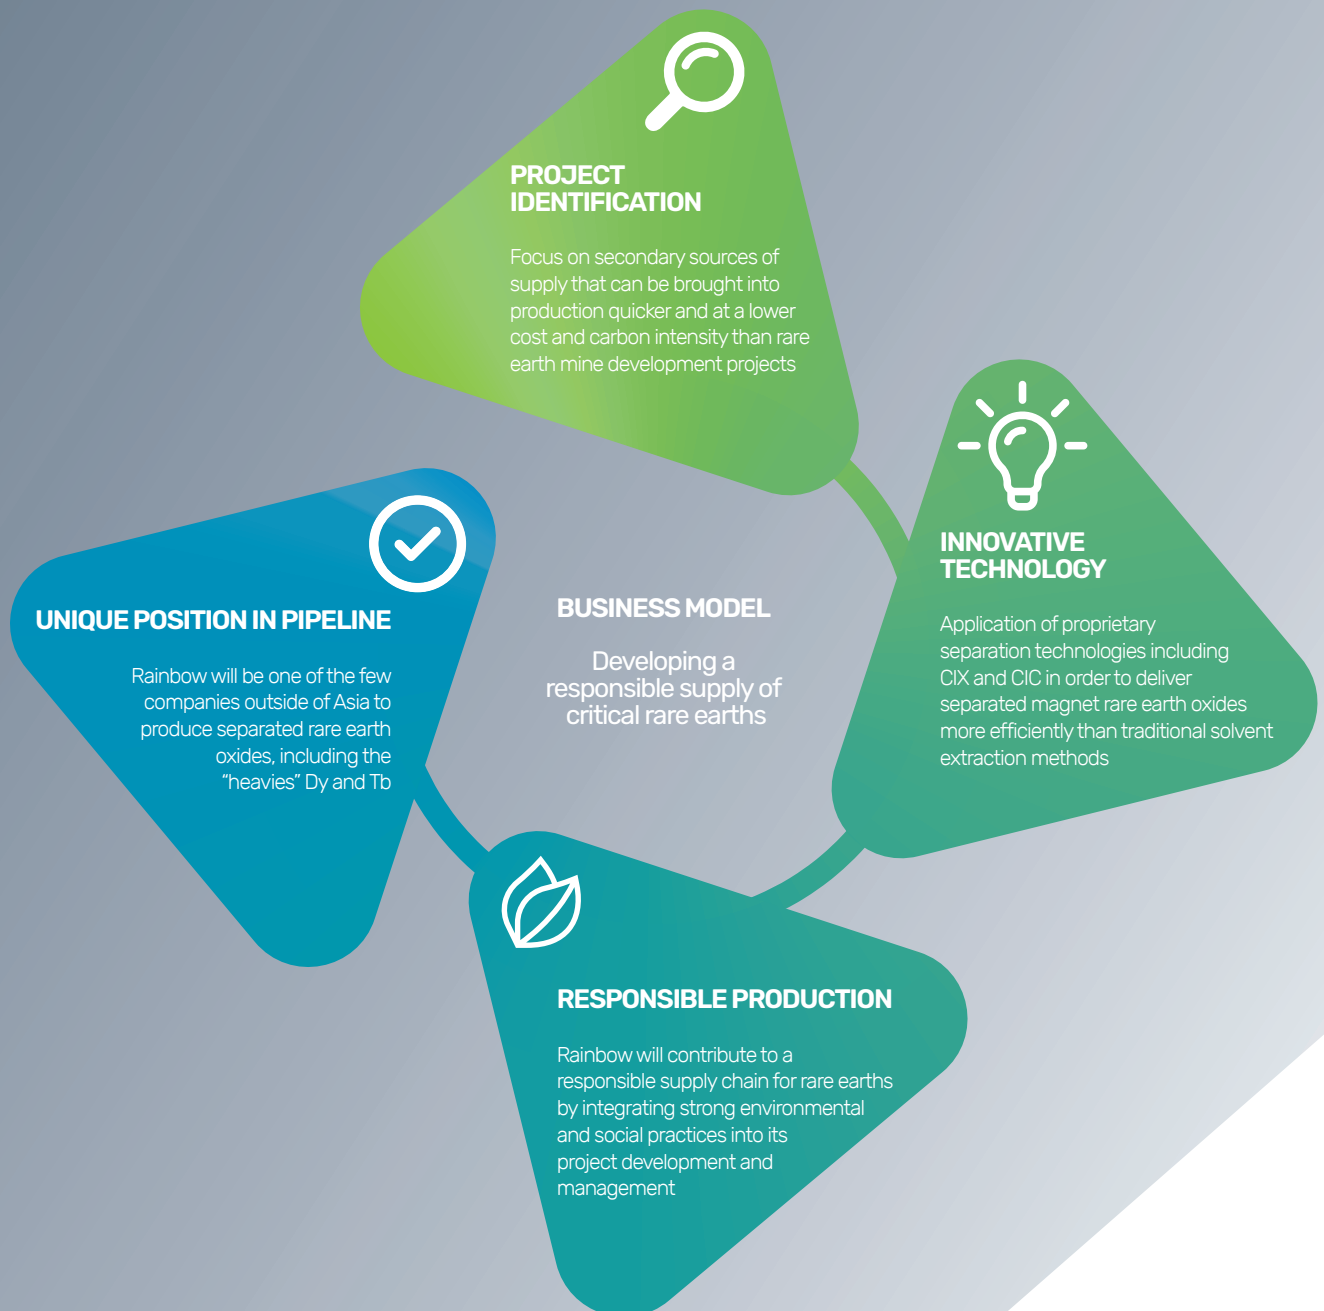 PROJECT
IDENTIFICATION
Focus on secondary sources of
supply that can be brought into
production quicker and at a lower
cost and carbon intensity than rare
earth mine development projects
INNOVATIVE
TECHNOLOGY
Application of proprietary
separation technologies including
CIX and CIC in order to deliver
separated magnet rare earth oxides
more efficiently than traditional solvent
extraction methods
RESPONSIBLE PRODUCTION
Rainbow will contribute to a
responsible supply chain for rare earths
by integrating strong environmental
and social practices into its
project development and
management
UNIQUE POSITION IN PIPELINE
Rainbow will be one of the few
companies outside of Asia to
produce separated rare earth
oxides, including the
“heavies” Dy and Tb
BUSINESS MODEL
Developing a
responsible supply of
critical rare earths